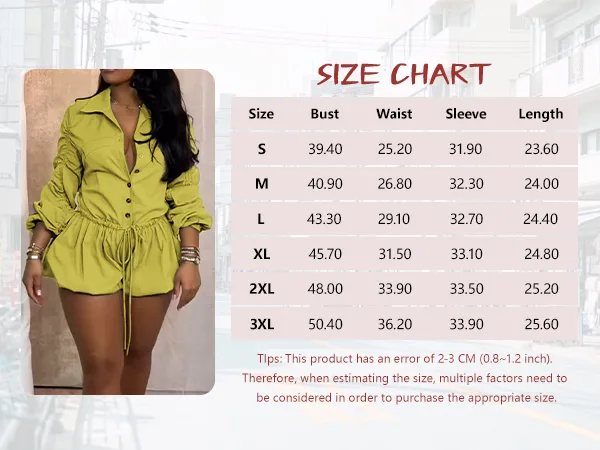 SIZE CHART
Size Bust Waist Sleeve Length
S 39.40 25.20 31.90 23.60
M 40.90 26.80 32.30 24.00
L 43.30 29.10 32.70 24.40
XL 45.70 31.50 33.10 24.80
2XL 48.00 33.90 33.50 25.20
3XL 50.40 36.20 33.90 25.60
TIps: This product has an error of 2-3 CM (0.8~1.2 inch).
Therefore, when estimating the size, multiple factors need to
be considered in order to purchase the appropriate size.